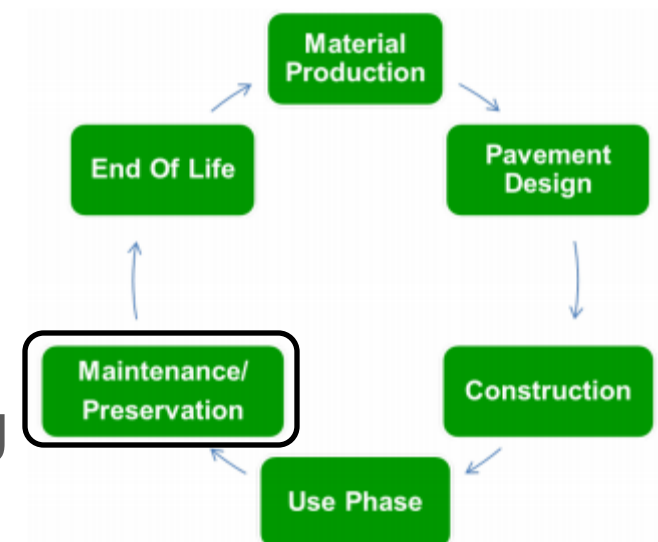 Material
Production
End Of Life
Pavement
Design
Maintenance/
Preservation
Construction
g
Use Phase